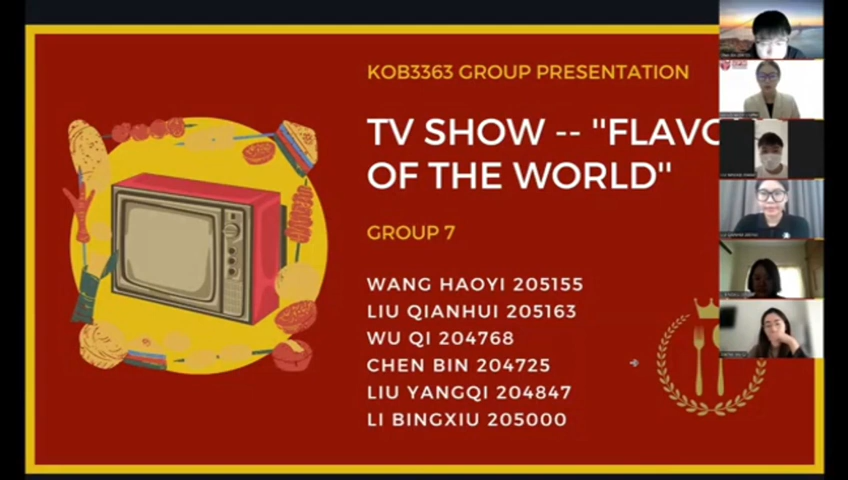 KOB3363 GROUP PRESENTATION
TV SHOW -- "FLAVO
OF THE WORLD"
GROUP 7
WANG HAOYI 205155
LIU QIANHUI 205163
WU QI 204768
CHEN BIN 204725
LIU YANGQI 204847
LI BINGXIU 205000